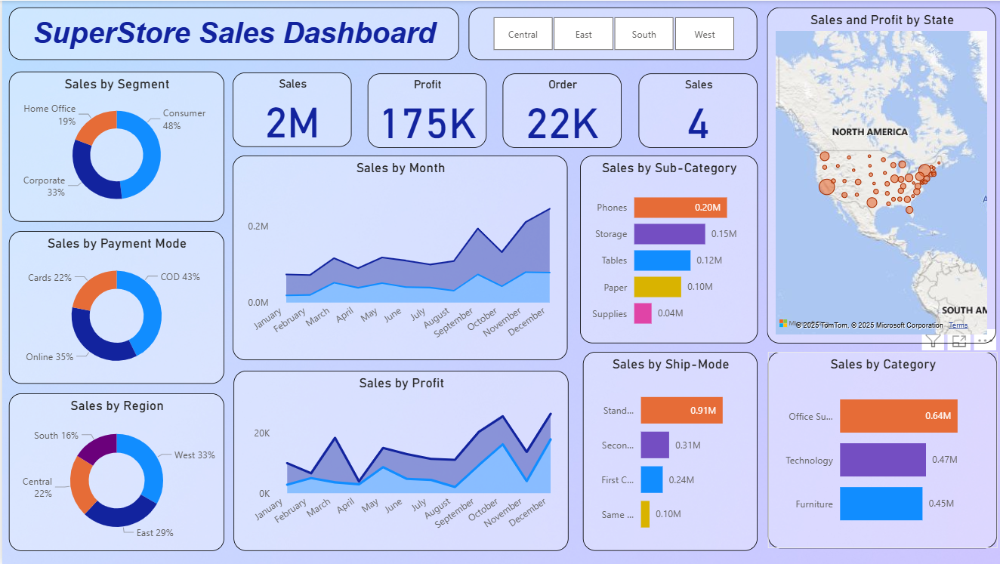 SuperStore Sales Dashboard
Central
East
South
West
Sales by Segment
Home Office
19%
Consumer
48%
Corporate
33%
Sales by Payment Mode
Cards 22%
COD 43%
Online 35%
Sales by Region
South 16%
West 33%
Central
22%
East 29%
Sales
2M
Profit
175K
Order
22K
Sales
4
Sales by Month
0.2M
0.0M
January
February
March
April
May
June
July
August
September
October
November
December
Sales by Profit
20K
0K
January
February
March
April
May
June
July
August
September
October
November
December
Sales by Sub-Category
Phones
0.20M
Storage
0.15M
Tables
0.12M
Paper
0.10M
Supplies
0.04M
Sales by Ship-Mode
Stand...
0.91M
Secon...
0.31M
First C...
0.24M
Same ...
0.10M
Sales and Profit by State
NORTH AMERICA
A
SOUTH AM
© 2025 TomTom, © 2025 Microsoft Corporation Terms
Sales by Category
Office Su...
0.64M
Technology
0.47M
Furniture
0.45M